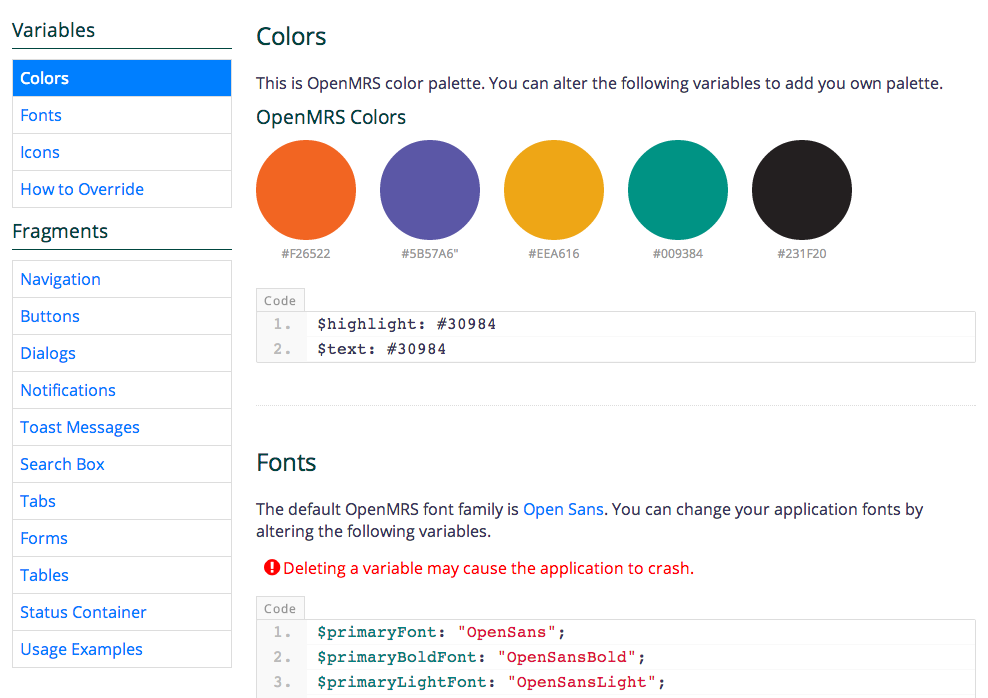 Variables
Colors
Fonts
Icons
How to Override
Fragments
Navigation
Buttons
Dialogs
Notifications
Toast Messages
Search Box
Tabs
Forms
Tables
Status Container
Usage Examples
Colors
This is OpenMRS color palette. You can alter the following variables to add you own palette.
OpenMRS Colors
#F26522 #5B57A6" #EEA616 #009384 #231F20
Code
1. $highlight: #30984
2. $text: #30984
Fonts
The default OpenMRS font family is Open Sans. You can change your application fonts by
altering the following variables.
Deleting a variable may cause the application to crash.
Code
1. $primaryFont: "OpenSans";
2. $primaryBoldFont: "OpenSansBold";
3. $primaryLightFont: "OpenSansLight";